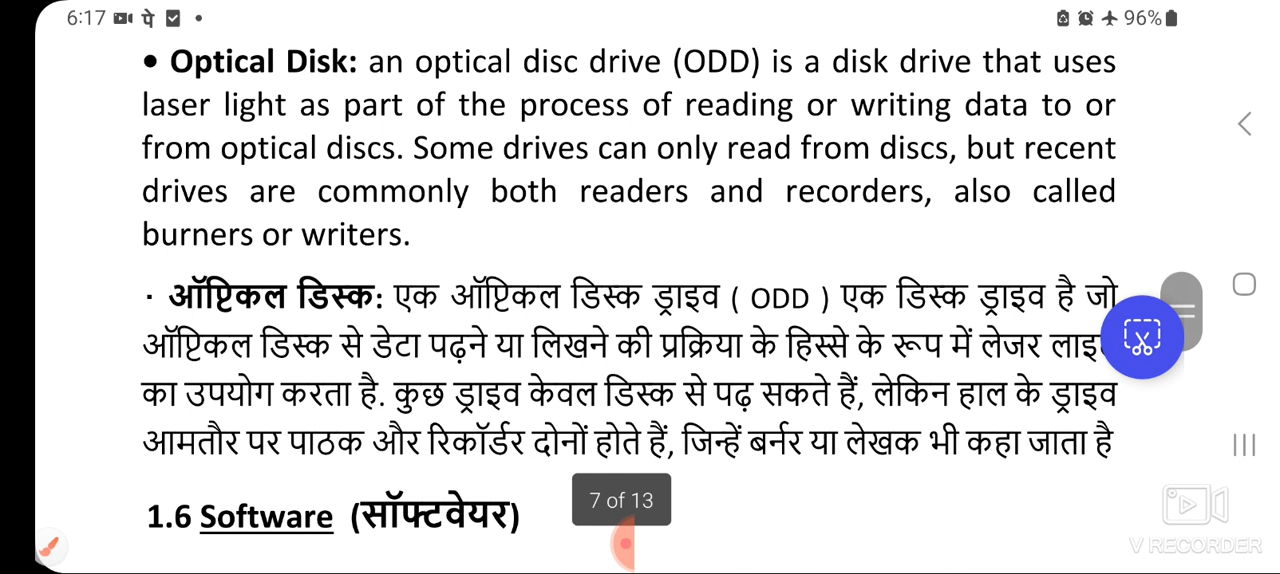 6:17
96%
• Optical Disk: an optical disc drive (ODD) is a disk drive that uses
laser light as part of the process of reading or writing data to or
from optical discs. Some drives can only read from discs, but recent
drives are commonly both readers and recorders, also called
burners or writers.
· ऑप्टिकल डिस्क: एक ऑप्टिकल डिस्क ड्राइव ( ODD ) एक डिस्क ड्राइव है जो
ऑप्टिकल डिस्क से डेटा पढ़ने या लिखने की प्रक्रिया के हिस्से के रूप में लेजर
का उपयोग करता है. कुछ ड्राइव केवल डिस्क से पढ़ सकते हैं, लेकिन हाल के ड्राइव
आमतौर पर पाठक और रिकॉर्डर दोनों होते हैं, जिन्हें बर्नर या लेखक भी कहा जाता है
7 of 13
1.6 Software (सॉफ्टवेयर)
V RECORDER